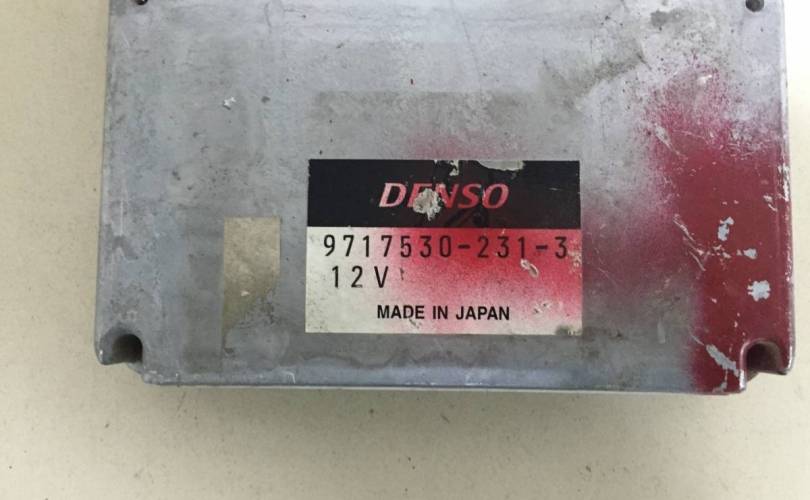 DENSO
9717530-231-3
12V
MADE IN JAPAN